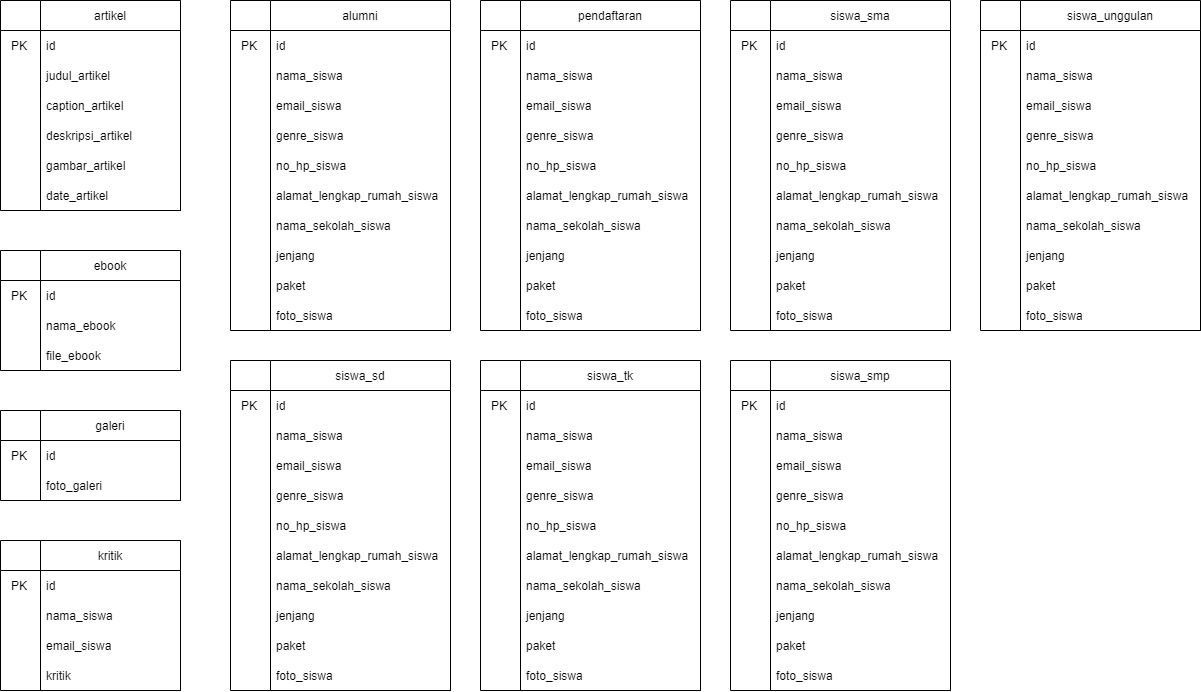 artikel
PK id
judul_artikel
caption_artikel
deskripsi_artikel
gambar_artikel
date_artikel
ebook
PK id
nama_ebook
file_ebook
galeri
PK id
foto_galeri
kritik
PK id
nama_siswa
email_siswa
kritik
alumni
PK id
nama_siswa
email_siswa
genre_siswa
no_hp_siswa
alamat_lengkap_rumah_siswa
nama_sekolah_siswa
jenjang
paket
foto_siswa
pendaftaran
PK id
nama_siswa
email_siswa
genre_siswa
no_hp_siswa
alamat_lengkap_rumah_siswa
nama_sekolah_siswa
jenjang
paket
foto_siswa
siswa_sma
PK id
nama_siswa
email_siswa
genre_siswa
no_hp_siswa
alamat_lengkap_rumah_siswa
nama_sekolah_siswa
jenjang
paket
foto_siswa
siswa_unggulan
PK id
nama_siswa
email_siswa
genre_siswa
no_hp_siswa
alamat_lengkap_rumah_siswa
nama_sekolah_siswa
jenjang
paket
foto_siswa
siswa_sd
PK id
nama_siswa
email_siswa
genre_siswa
no_hp_siswa
alamat_lengkap_rumah_siswa
nama_sekolah_siswa
jenjang
paket
foto_siswa
siswa_tk
PK id
nama_siswa
email_siswa
genre_siswa
no_hp_siswa
alamat_lengkap_rumah_siswa
nama_sekolah_siswa
jenjang
paket
foto_siswa
siswa_smp
PK id
nama_siswa
email_siswa
genre_siswa
no_hp_siswa
alamat_lengkap_rumah_siswa
nama_sekolah_siswa
jenjang
paket
foto_siswa